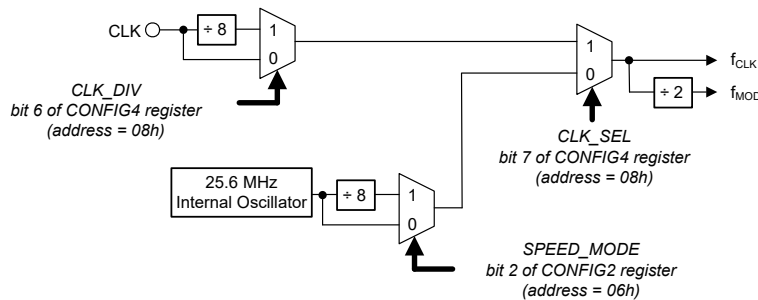 CLK
÷ 8
1
0
CLK_DIV
bit 6 of CONFIG4 register
(address = 08h)
1
0
f_CLK
÷ 2
f_MOD
CLK_SEL
bit 7 of CONFIG4 register
(address = 08h)
25.6 MHz
Internal Oscillator
÷ 8
1
0
SPEED_MODE
bit 2 of CONFIG2 register
(address = 06h)